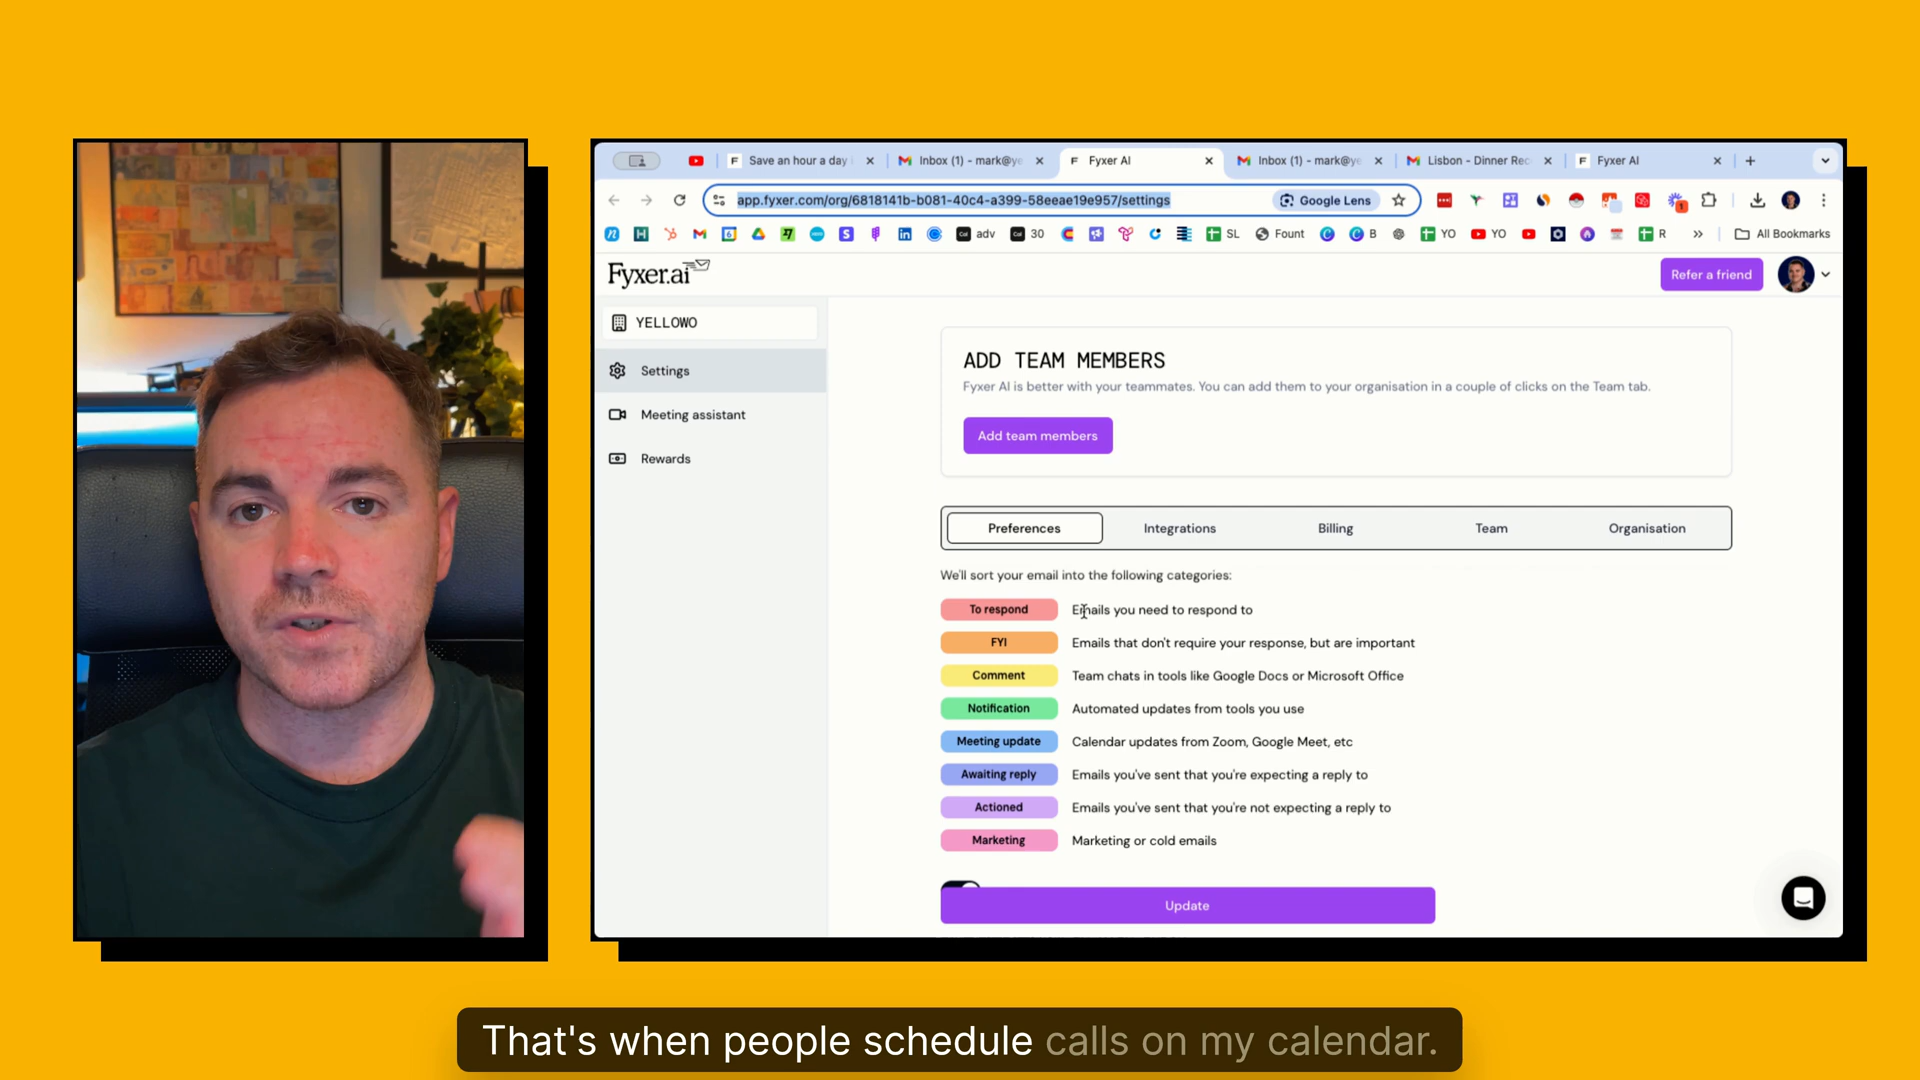 Save an hour a day
Inbox (1) - mark@ye
Fyxer AI
Inbox (1) - mark@ye
Lisbon - Dinner Rec
Fyxer AI
app.fyxer.com/org/6818141b-b081-40c4-a399-58eeae19e957/settings
Google Lens
adv
30
SL
Fount
B
YO
YO
R
All Bookmarks
Fyxer.ai
Refer a friend
YELLOWO
Settings
Meeting assistant
Rewards
ADD TEAM MEMBERS
Fyxer AI is better with your teammates. You can add them to your organisation in a couple of clicks on the Team tab.
Add team members
Preferences
Integrations
Billing
Team
Organisation
We'll sort your email into the following categories:
To respond
Emails you need to respond to
FYI
Emails that don't require your response, but are important
Comment
Team chats in tools like Google Docs or Microsoft Office
Notification
Automated updates from tools you use
Meeting update
Calendar updates from Zoom, Google Meet, etc
Awaiting reply
Emails you've sent that you're expecting a reply to
Actioned
Emails you've sent that you're not expecting a reply to
Marketing
Marketing or cold emails
Update
That's when people schedule calls on my calendar.